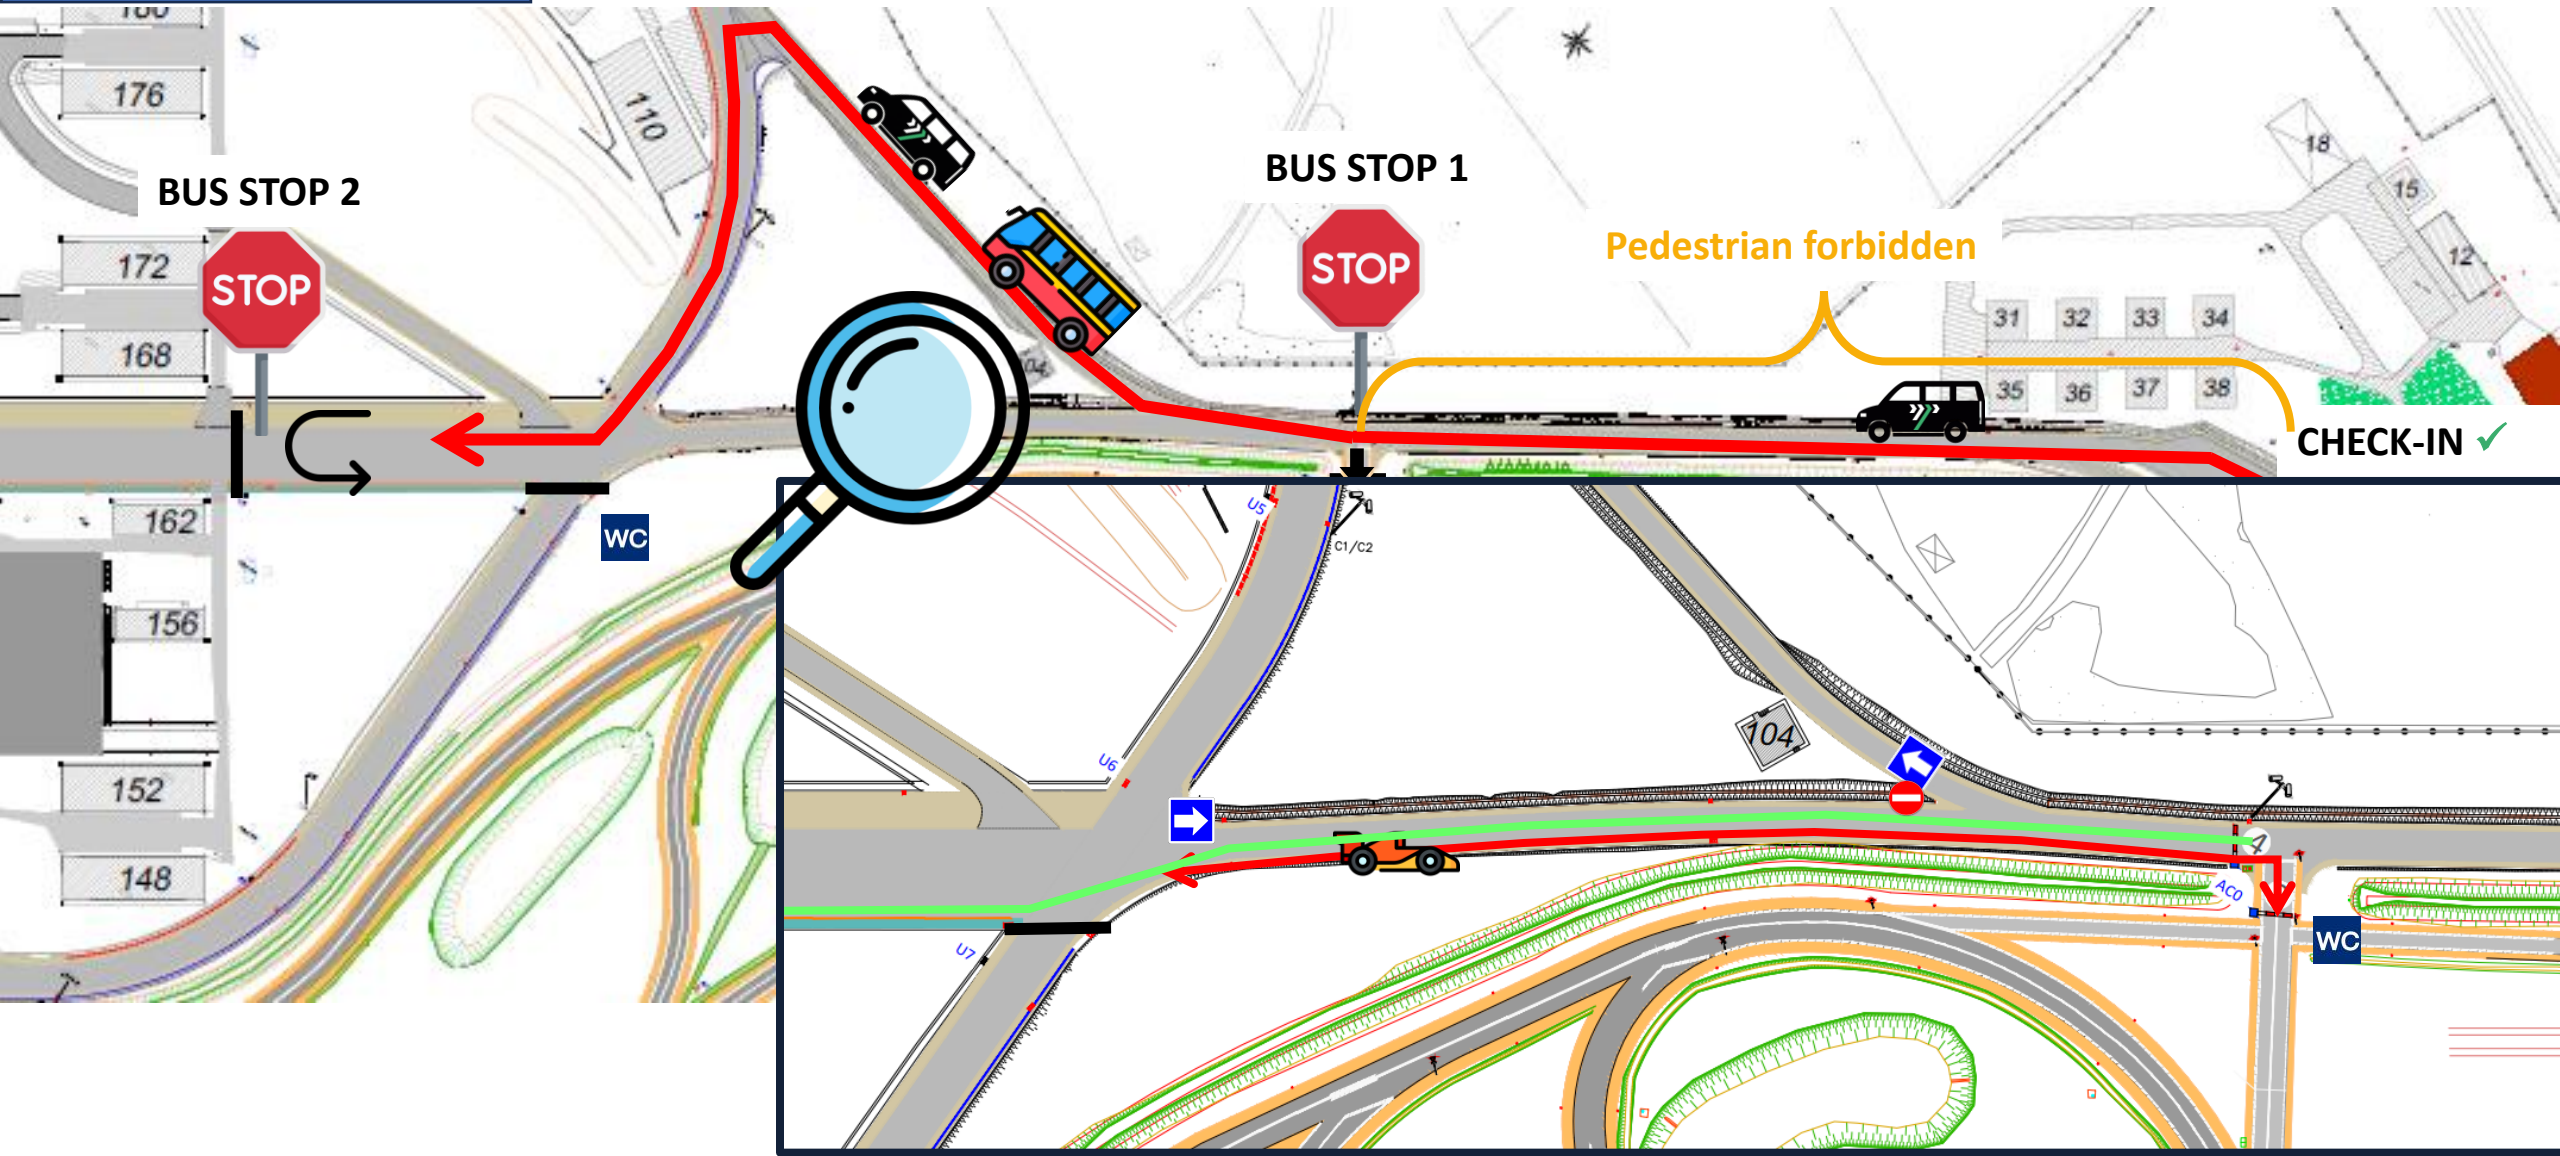 176
110
BUS STOP 2
BUS STOP 1
STOP
STOP
Pedestrian forbidden
18
15
12
172
168
31 32 33 34
35 36 37 38
CHECK-IN
162
WC
156
152
148
U5
C1/C2
104
U6
4
AC0
WC
U7